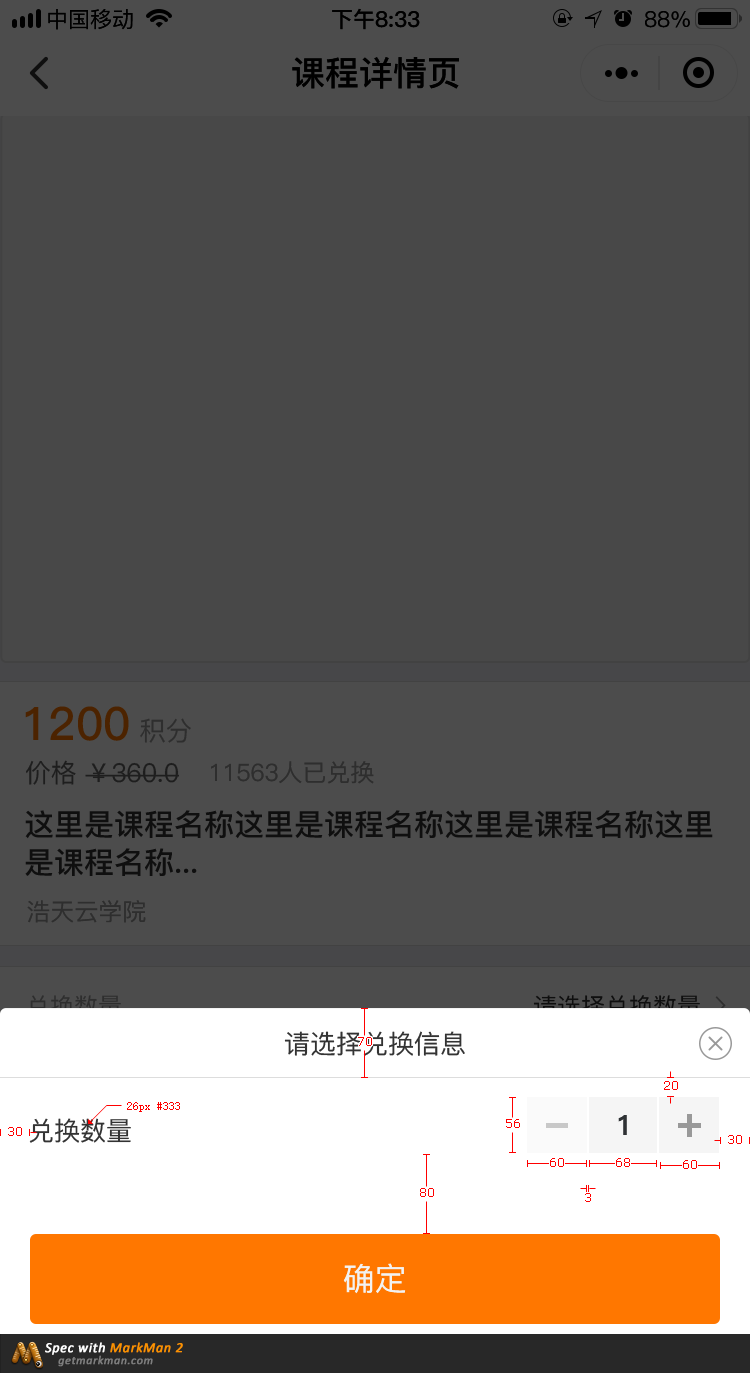 中国移动 下午8:33 88%
课程详情页
1200 积分
价格 ￥360.0 11563人已兑换
这里是课程名称这里是课程名称这里是课程名称这里
是课程名称...
浩天云学院
兑换数量 请选择兑换数量
请选择兑换信息
70
20
26px #333
30 兑换数量
56 1 30
60 68 60
80
3
确定
Spec with MarkMan 2
getmarkman.com